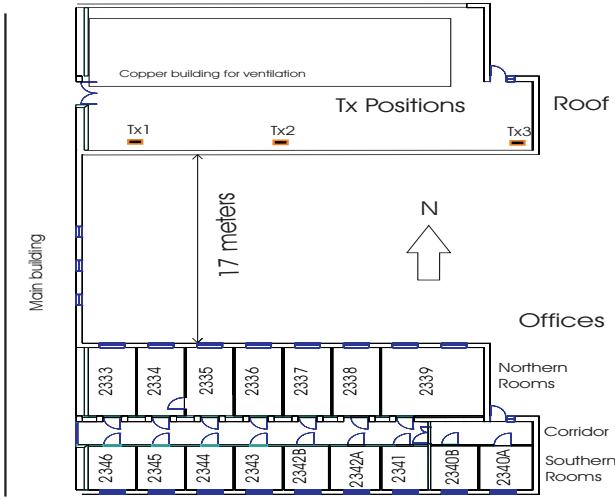 Copper building for ventilation
Tx Positions
Roof
Tx1
Tx2
Tx3
17 meters
N
Main building
Offices
2333
2334
2335
2336
2337
2338
2339
Northern
Rooms
Corridor
2346
2345
2344
2343
2342B
2342A
2341
2340B
2340A
Southern
Rooms